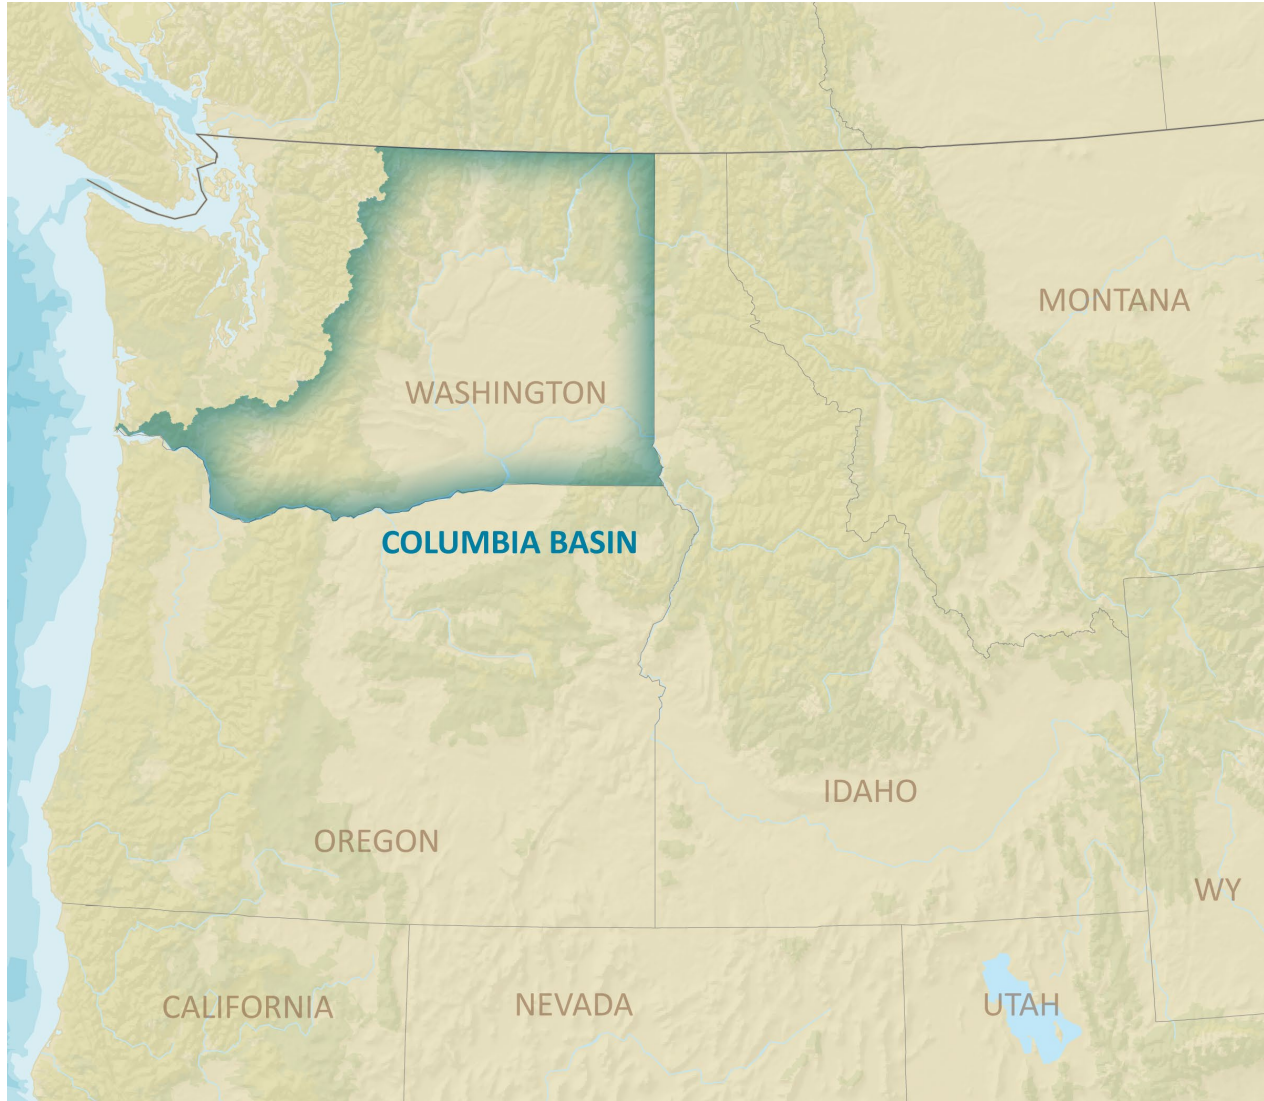 MONTANA
WASHINGTON
COLUMBIA BASIN
IDAHO
OREGON
WY
CALIFORNIA
NEVADA
UTAH